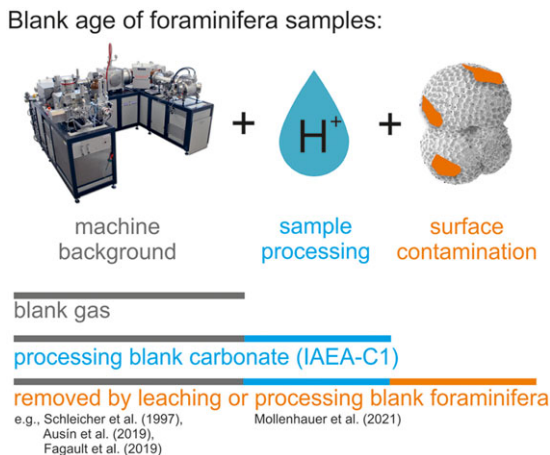 Blank age of foraminifera samples:
+ H+ +
machine background
sample processing
surface contamination
blank gas
processing blank carbonate (IAEA-C1)
removed by leaching or processing blank foraminifera
e.g., Schleicher et al. (1997), Mollenhauer et al. (2021)
Ausín et al. (2019),
Fagault et al. (2019)